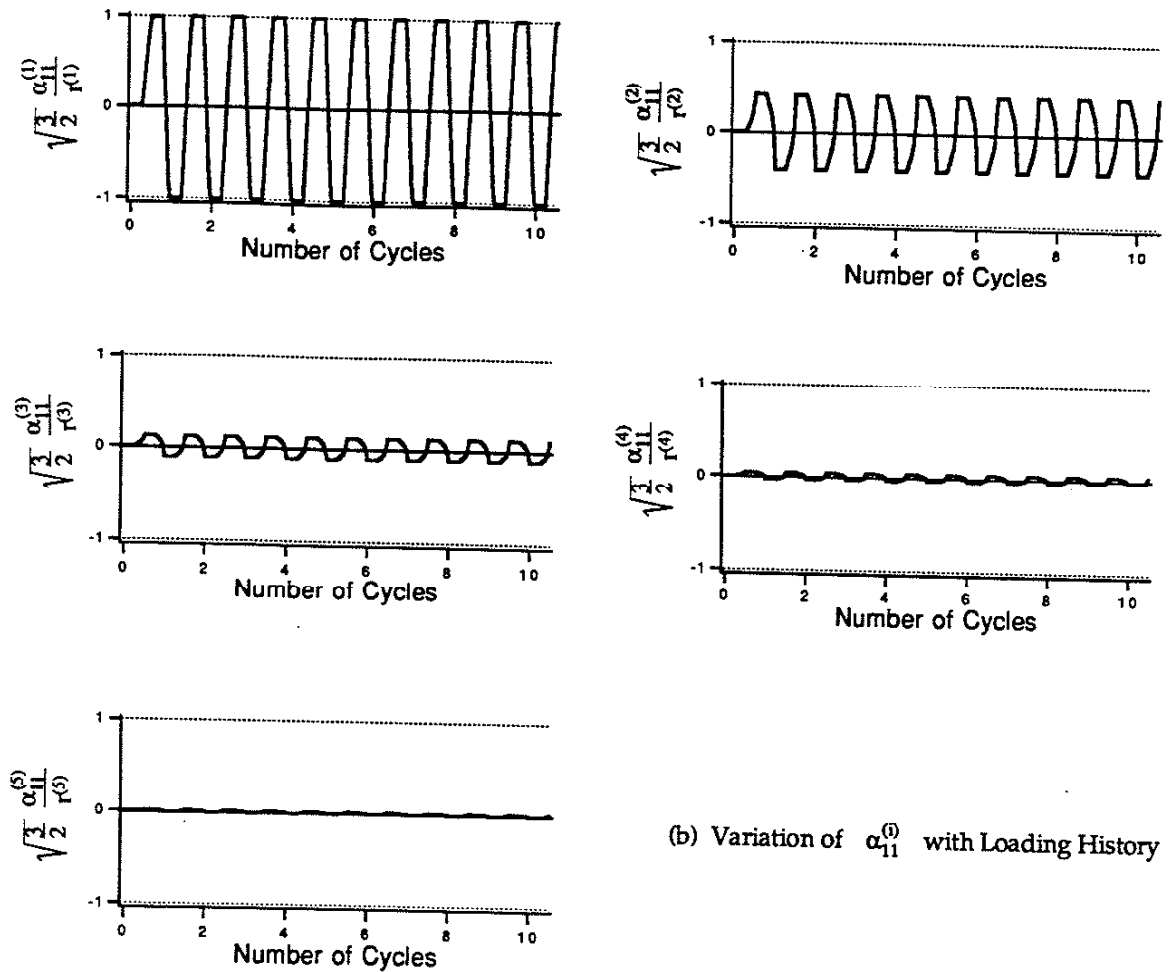 √3/2 α11(1)/r(1)
1
0
-1
0 2 4 6 8 10
Number of Cycles
√3/2 α11(2)/r(2)
1
0
-1
0 2 4 6 8 10
Number of Cycles
√3/2 α11(3)/r(3)
1
0
-1
0 2 4 6 8 10
Number of Cycles
√3/2 α11(4)/r(4)
1
0
-1
0 2 4 6 8 10
Number of Cycles
√3/2 α11(5)/r(5)
1
0
-1
0 2 4 6 8 10
Number of Cycles
(b) Variation of α11(i) with Loading History